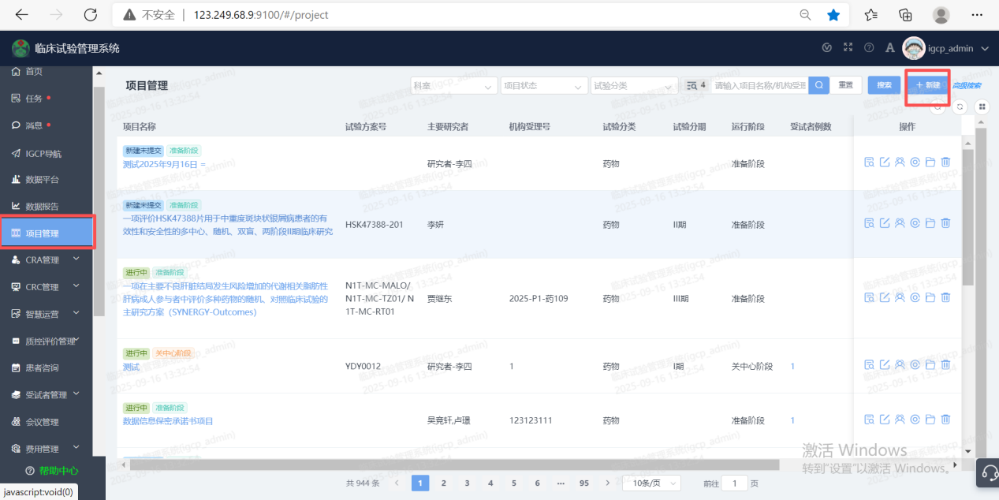 不安全
123.249.68.9:9100/#/project
临床试验管理系统
A
igcp_admin
首页
任务
消息
IGCP导航
数据平台
数据报告
项目管理
CRA管理
CRC管理
智慧运营
质控评价管理
患者咨询
受试者管理
会议管理
费用管理
帮助中心
javascript:void(0)
项目管理
科室
项目状态
试验分类
4
请输入项目名称/机构受理
重置
搜索
+ 新建
高级搜索
项目名称 试验方案号 主要研究者 机构受理号 试验分类 试验分期 运行阶段 受试者例数 操作
新建未提交 准备阶段
测试2025年9月16日 =
研究者-李四 药物 准备阶段
新建未提交 准备阶段
一项评价HSK47388片用于中重度斑块状银屑病患者的有
效性和安全性的多中心、随机、双盲、两阶段II期临床研究
HSK47388-201 李妍 药物 II期 准备阶段
进行中 准备阶段
一项在主要不良肝脏结局发生风险增加的代谢相关脂肪性
肝病成人参与者中评价多种药物的随机、对照临床试验的
主研究方案（SYNERGY-Outcomes）
N1T-MC-MALO/
N1T-MC-TZ01/ N
1T-MC-RT01
贾继东 2025-P1-药109 药物 III期 准备阶段
进行中 关中心阶段
测试
YDY0012 研究者-李四 1 药物 I期 关中心阶段 1
进行中 准备阶段
数据信息保密承诺书项目
吴竞轩,卢璟 123123111 药物 准备阶段 1
共 944 条 1 2 3 4 5 6 ··· 95 10条/页 前往 1 页
激活 Windows
转到"设置"以激活 Windows。
临床试验管理系统(igcp_admin)
2025-09-16 13:32:54